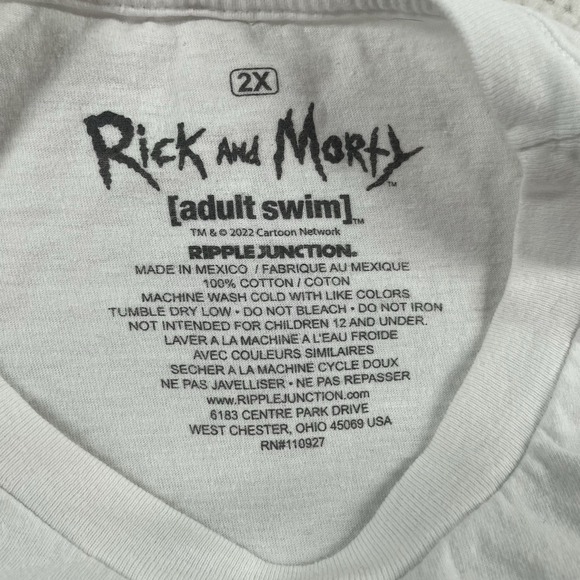 2X
Rick and Morty™
[adult swim]™
TM & © 2022 Cartoon Network
RIPPLE JUNCTION®
MADE IN MEXICO / FABRIQUE AU MEXIQUE
100% COTTON / COTON
MACHINE WASH COLD WITH LIKE COLORS
TUMBLE DRY LOW • DO NOT BLEACH • DO NOT IRON
NOT INTENDED FOR CHILDREN 12 AND UNDER.
LAVER A LA MACHINE A L'EAU FROIDE
AVEC COULEURS SIMILAIRES
SECHER A LA MACHINE CYCLE DOUX
NE PAS JAVELLISER • NE PAS REPASSER
www.RIPPLEJUNCTION.com
6183 CENTRE PARK DRIVE
WEST CHESTER, OHIO 45069 USA
RN#110927